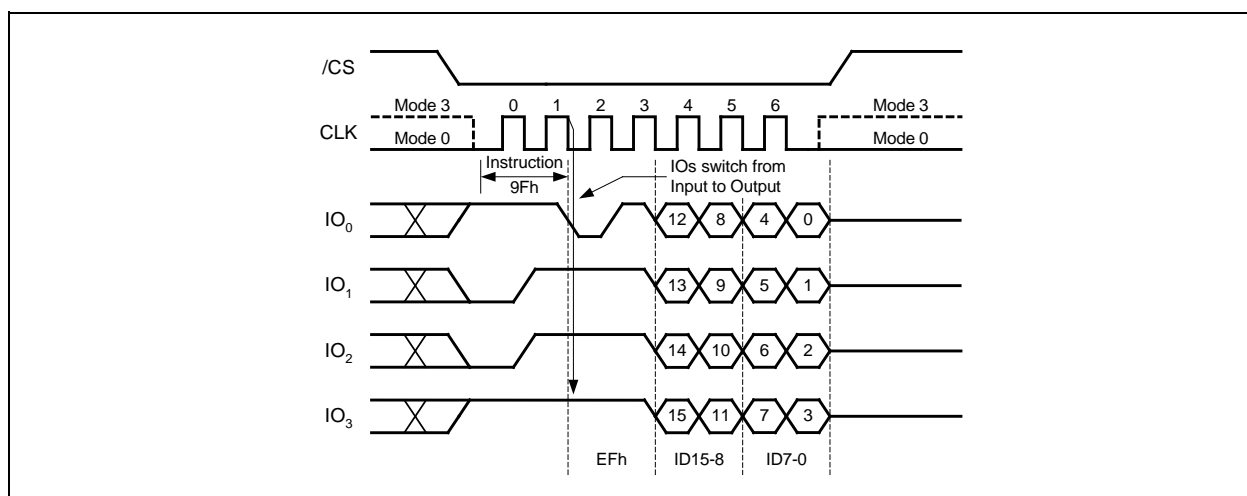 /CS
Mode 3 0 1 2 3 4 5 6 Mode 3
CLK
Mode 0 Mode 0
Instruction
9Fh
IOs switch from
Input to Output
IO0 12 8 4 0
IO1 13 9 5 1
IO2 14 10 6 2
IO3 15 11 7 3
EFh ID15-8 ID7-0